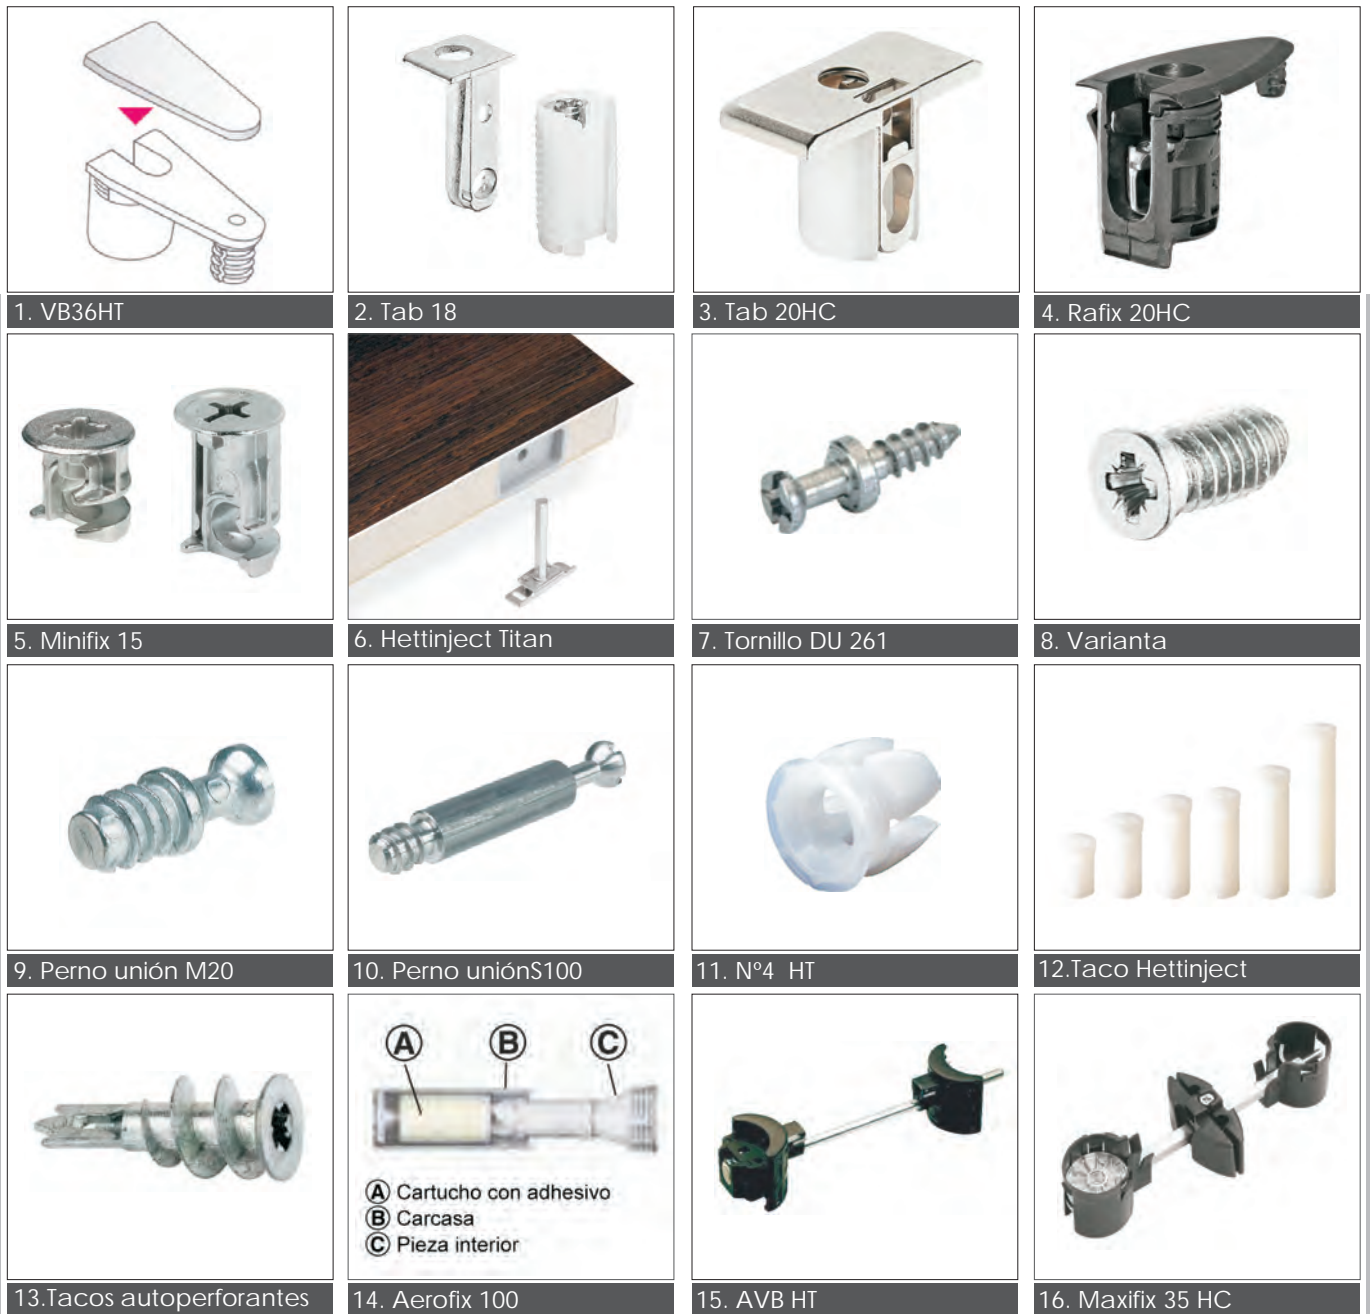 1. VB36HT
2. Tab 18
3. Tab 20HC
4. Rafix 20HC
5. Minifix 15
6. Hettinject Titan
7. Tornillo DU 261
8. Varianta
9. Perno unión M20
10. Perno uniónS100
11. Nº4 HT
12.Taco Hettinject
A B C
A Cartucho con adhesivo
B Carcasa
C Pieza interior
13.Tacos autoperforantes
14. Aerofix 100
15. AVB HT
16. Maxifix 35 HC